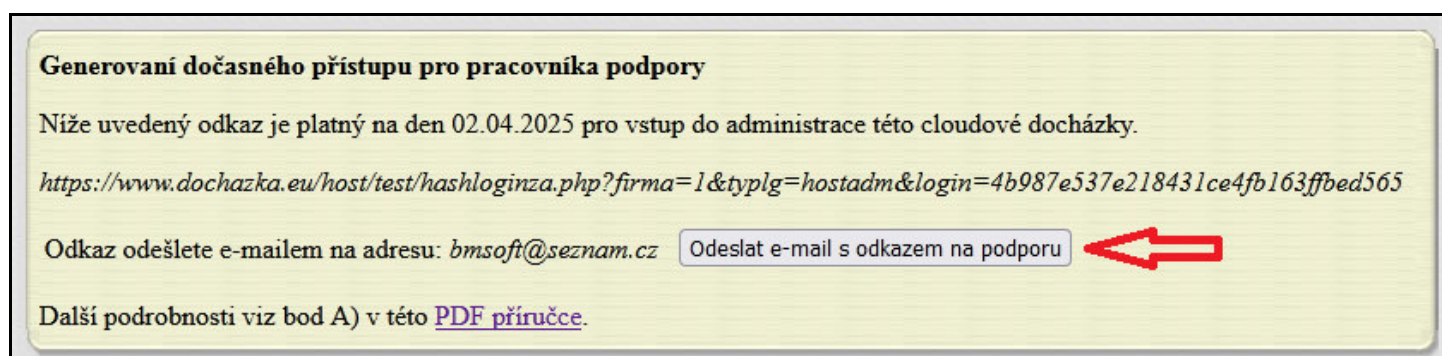 Generovaní dočasného přístupu pro pracovníka podpory
Níže uvedený odkaz je platný na den 02.04.2025 pro vstup do administrace této cloudové docházky.
https://www.dochazka.eu/host/test/hashloginza.php?firma=1&typlg=hostadm&login=4b987e537e218431ce4fb163ffbed565
Odkaz odešlete e-mailem na adresu: bmsoft@seznam.cz Odeslat e-mail s odkazem na podporu
Další podrobnosti viz bod A) v této PDF příručce.